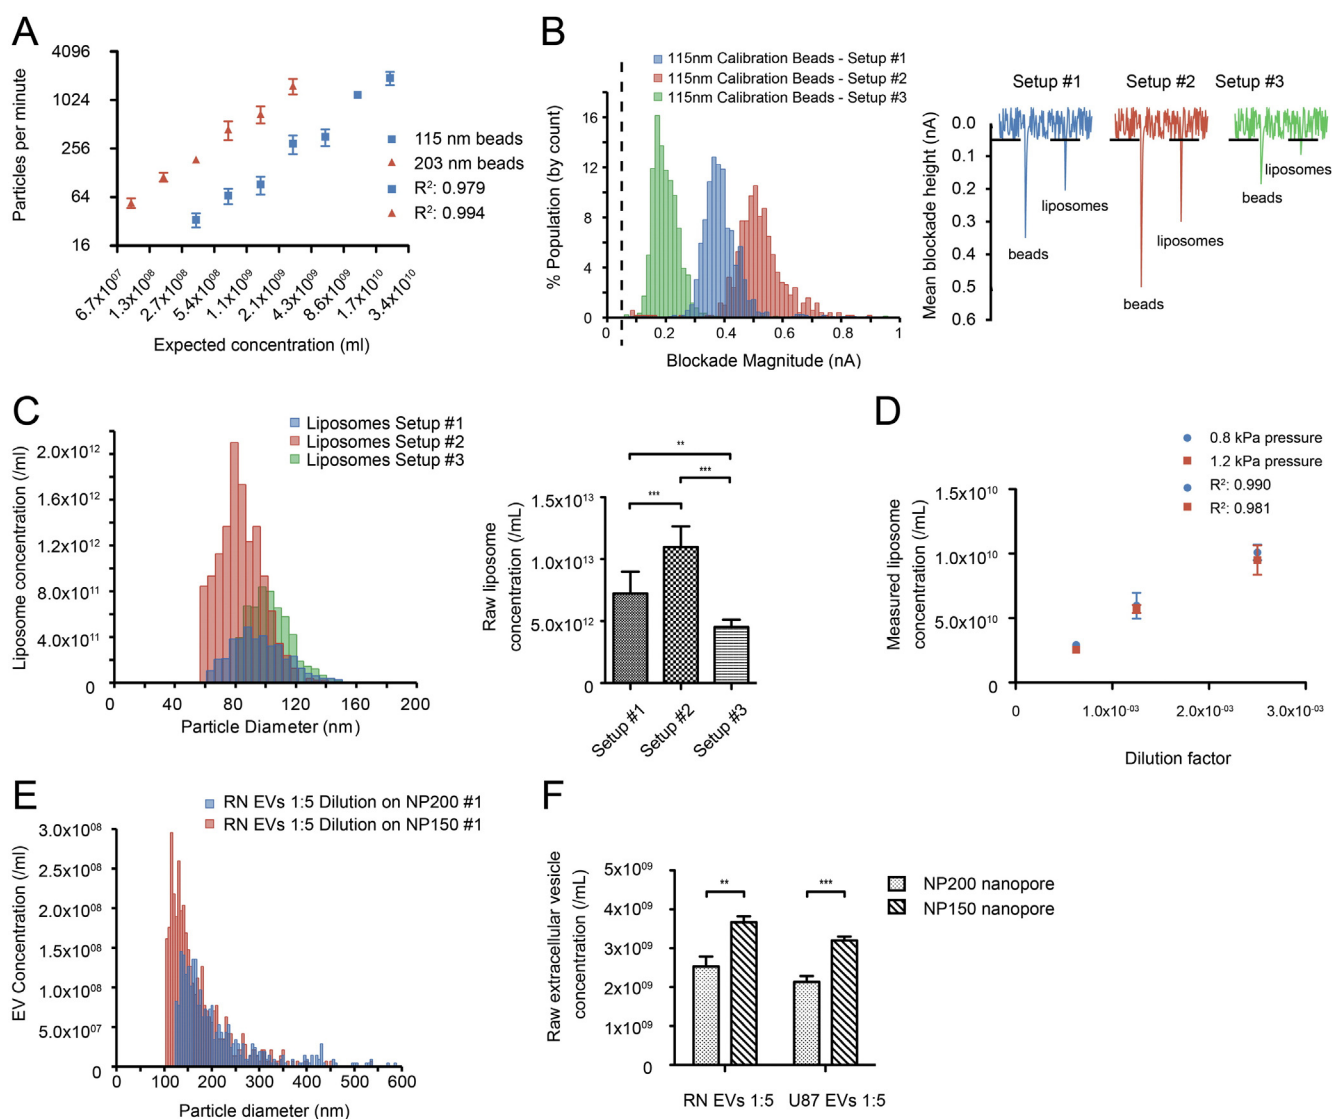 A
4096
1024
256
64
16
Particles per minute
115 nm beads
203 nm beads
R²: 0.979
R²: 0.994
6.7x10⁰⁷
1.3x10⁰⁸
2.7x10⁰⁸
5.4x10⁰⁸
1.1x10⁰⁹
2.1x10⁰⁹
4.3x10⁰⁹
8.6x10⁰⁹
1.7x10¹⁰
3.4x10¹⁰
Expected concentration (ml)
B
115nm Calibration Beads - Setup #1
115nm Calibration Beads - Setup #2
115nm Calibration Beads - Setup #3
% Population (by count)
16
12
8
4
0
0 0.2 0.4 0.6 0.8 1
Blockade Magnitude (nA)
Setup #1 Setup #2 Setup #3
Mean blockade height (nA)
0.0
0.1
0.2
0.3
0.4
0.5
0.6
beads
liposomes
beads
liposomes
beads
liposomes
C
Liposomes Setup #1
Liposomes Setup #2
Liposomes Setup #3
Liposome concentration (/ml)
2.0x10¹²
1.6x10¹²
1.2x10¹²
8.0x10¹¹
4.0x10¹¹
0
0 40 80 120 160 200
Particle Diameter (nm)
Raw liposome
concentration (/mL)
1.5x10¹³
1.0x10¹³
5.0x10¹²
0
**
***
***
Setup #1
Setup #2
Setup #3
D
0.8 kPa pressure
1.2 kPa pressure
R²: 0.990
R²: 0.981
Measured liposome
concentration (/mL)
1.5x10¹⁰
1.0x10¹⁰
5.0x10¹⁰
0
0 1.0x10⁻⁰³ 2.0x10⁻⁰³ 3.0x10⁻⁰³
Dilution factor
E
RN EVs 1:5 Dilution on NP200 #1
RN EVs 1:5 Dilution on NP150 #1
EV Concentration (/ml)
3.0x10⁰⁸
2.5x10⁰⁸
2.0x10⁰⁸
1.5x10⁰⁸
1.0x10⁰⁸
5.0x10⁰⁷
0
0 100 200 300 400 500 600
Particle diameter (nm)
F
Raw extracellular vesicle
concentration (/mL)
5x10⁰⁹
4x10⁰⁹
3x10⁰⁹
2x10⁰⁹
1x10⁰⁹
0
**
***
NP200 nanopore
NP150 nanopore
RN EVs 1:5 U87 EVs 1:5